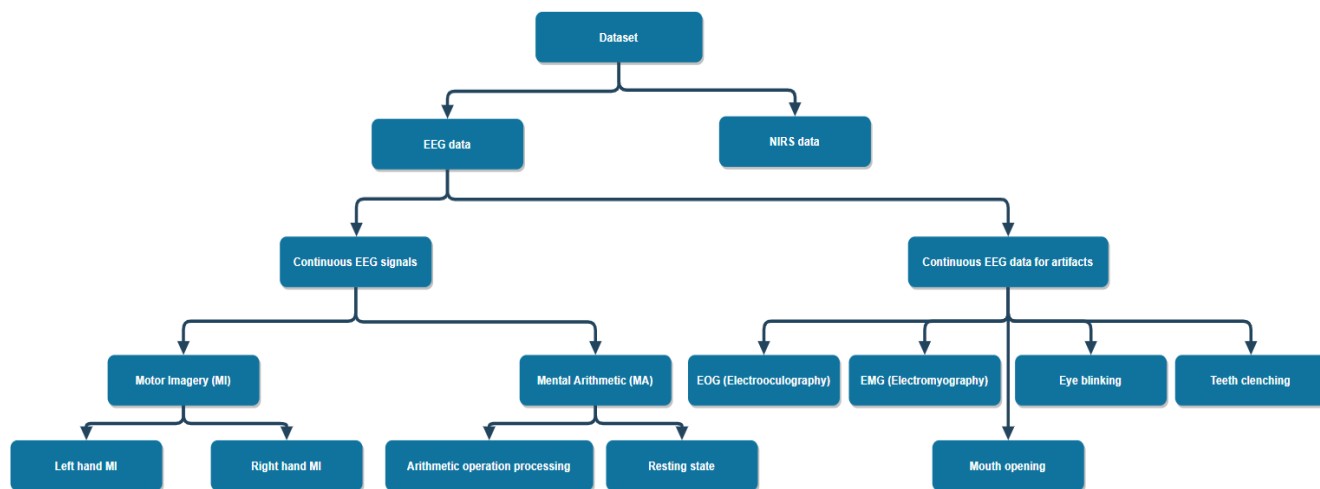 Dataset
EEG data
NIRS data
Continuous EEG signals
Continuous EEG data for artifacts
Motor Imagery (MI)
Mental Arithmetic (MA)
EOG (Electrooculography)
EMG (Electromyography)
Eye blinking
Teeth clenching
Left hand MI
Right hand MI
Arithmetic operation processing
Resting state
Mouth opening